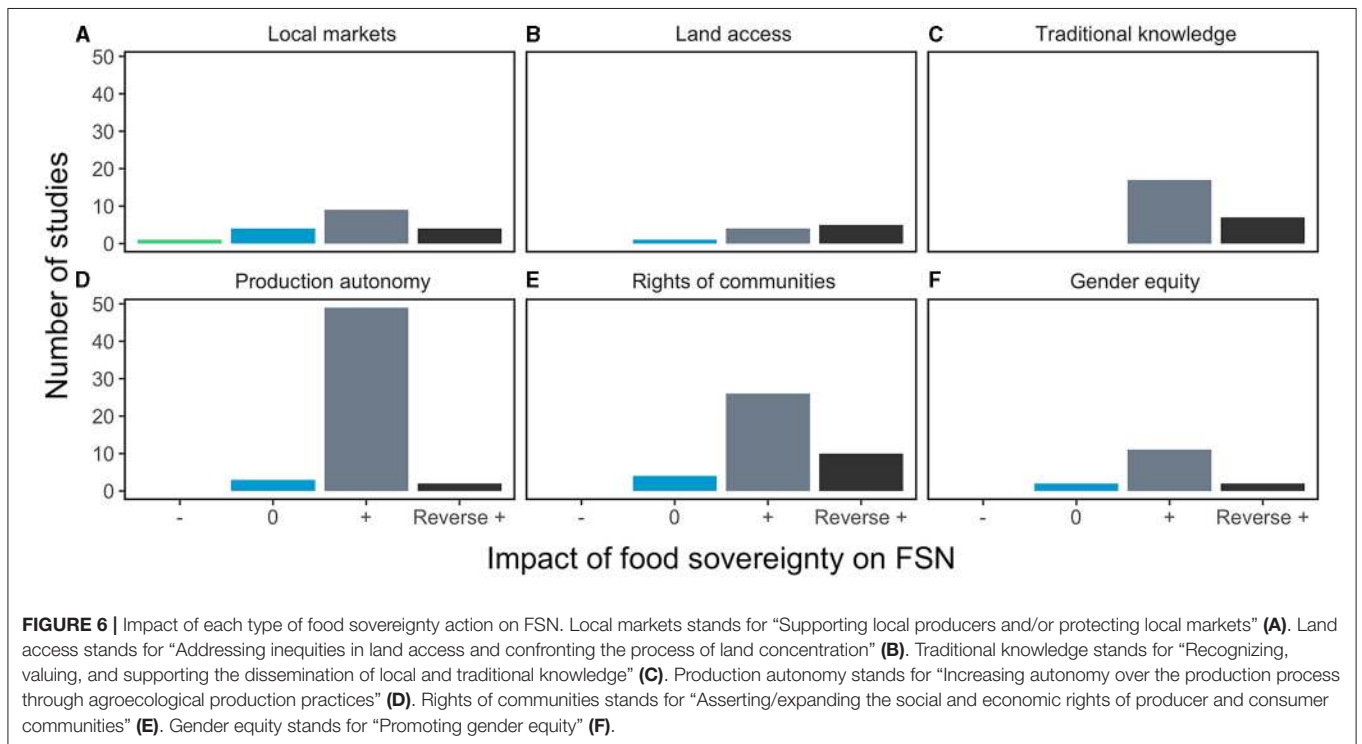 A Local markets
B Land access
C Traditional knowledge
50
40
30
20
10
0
D Production autonomy
E Rights of communities
F Gender equity
50
40
30
20
10
0
Number of studies
- 0 + Reverse +
- 0 + Reverse +
- 0 + Reverse +
Impact of food sovereignty on FSN
FIGURE 6 | Impact of each type of food sovereignty action on FSN. Local markets stands for “Supporting local producers and/or protecting local markets” (A). Land
access stands for “Addressing inequities in land access and confronting the process of land concentration” (B). Traditional knowledge stands for “Recognizing,
valuing, and supporting the dissemination of local and traditional knowledge” (C). Production autonomy stands for “Increasing autonomy over the production process
through agroecological production practices” (D). Rights of communities stands for “Asserting/expanding the social and economic rights of producer and consumer
communities” (E). Gender equity stands for “Promoting gender equity” (F).